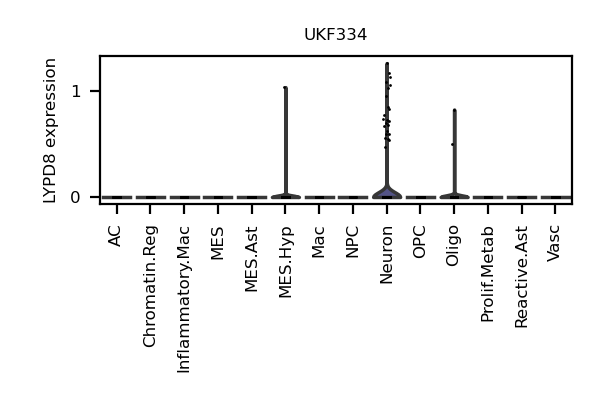 UKF334
LYPD8 expression
1
0
AC
Chromatin.Reg
Inflammatory.Mac
MES
MES.Ast
MES.Hyp
Mac
NPC
Neuron
OPC
Oligo
Prolif.Metab
Reactive.Ast
Vasc